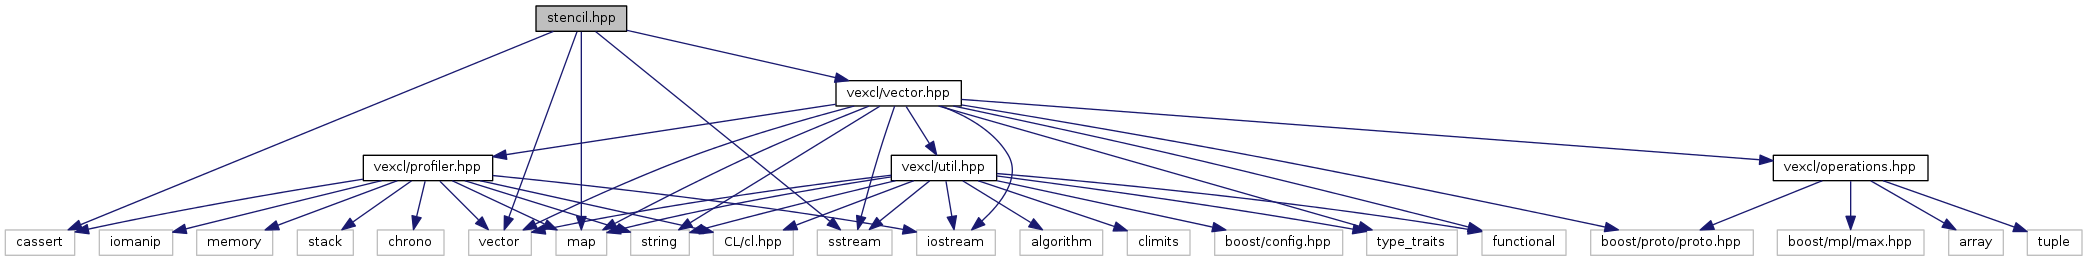 stencil.hpp
vexcl/vector.hpp
vexcl/profiler.hpp
vexcl/util.hpp
vexcl/operations.hpp
cassert
iomanip
memory
stack
chrono
vector
map
string
CL/cl.hpp
sstream
iostream
algorithm
climits
boost/config.hpp
type_traits
functional
boost/proto/proto.hpp
boost/mpl/max.hpp
array
tuple